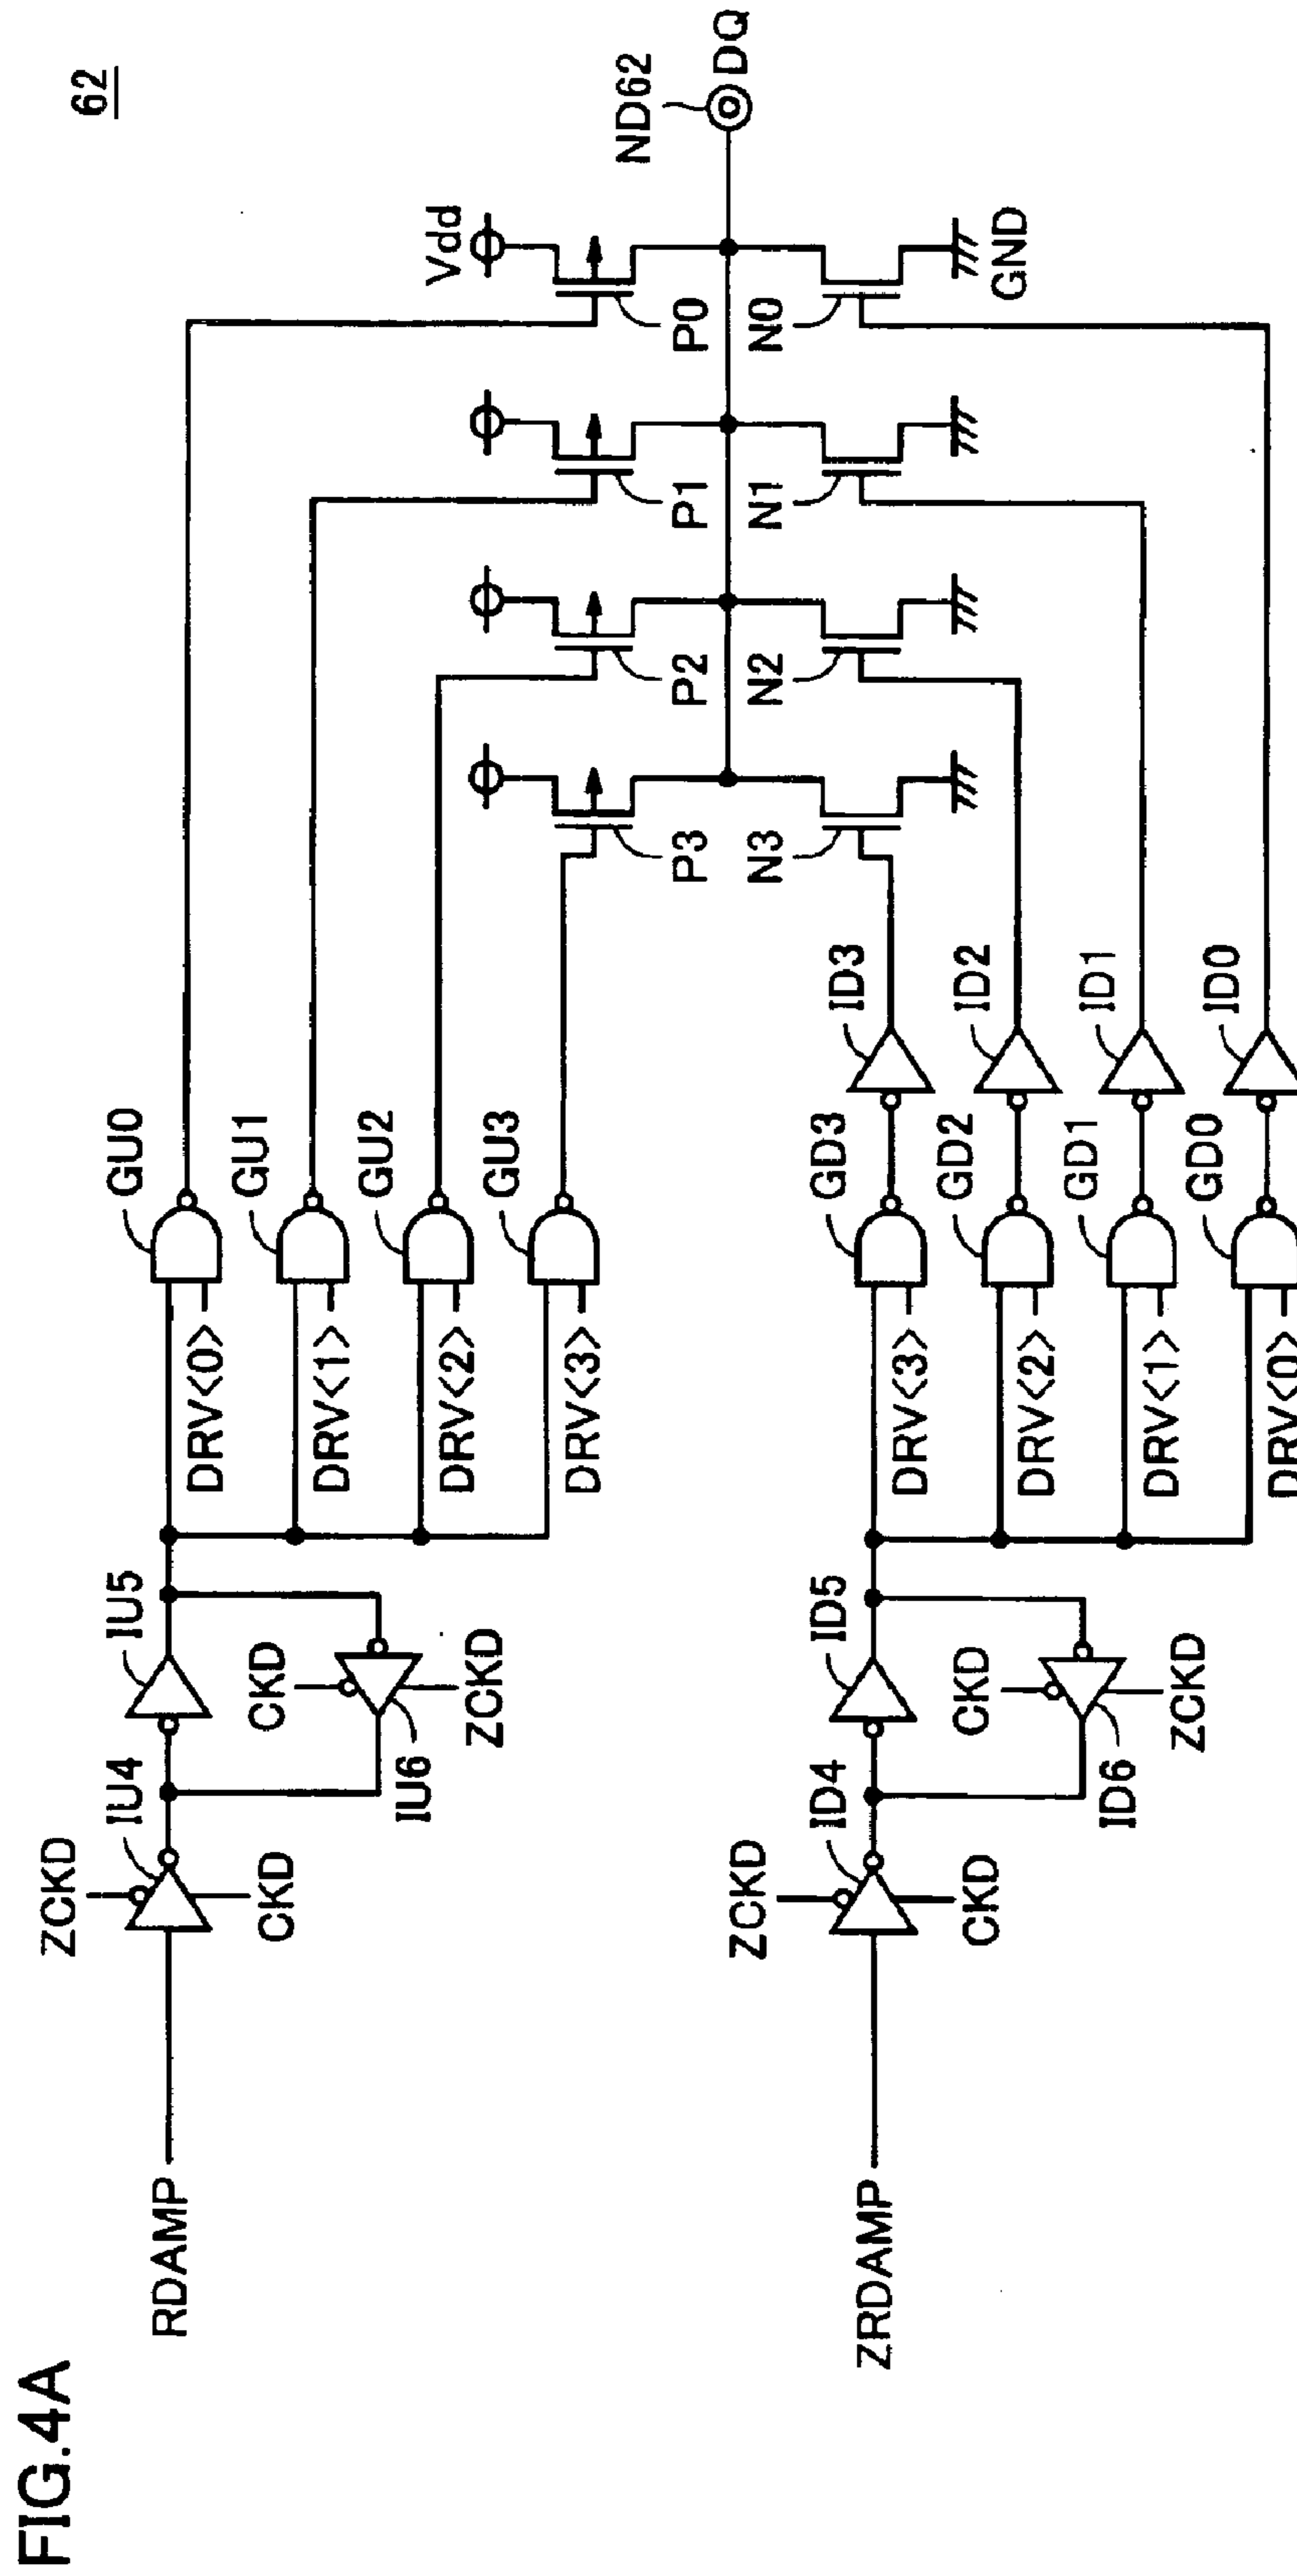 FIG.4A
62
RDAMP
ZCKD
CKD
IU4
IU5
CKD
ZCKD
IU6
GU0
DRV<0>
GU1
DRV<1>
GU2
DRV<2>
GU3
DRV<3>
Vdd
P3
P2
P1
P0
ND62
DQ
N3
N2
N1
N0
GND
ZRDAMP
ZCKD
CKD
ID4
ID5
CKD
ZCKD
ID6
GD3
ID3
DRV<3>
GD2
ID2
DRV<2>
GD1
ID1
DRV<1>
GD0
ID0
DRV<0>